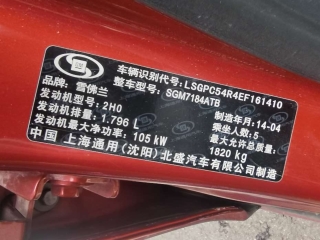 车辆识别代号: LSGPC54R4EF161410
品牌: 雪佛兰 整车型号: SGM7184ATB
发动机型号: 2H0 制造年月: 14-04
发动机排量: 1.796 L 乘坐人数: 5
发动机最大净功率: 105 kW 最大允许总质量: 1820 kg
中国 上海通用(沈阳)北盛汽车有限公司制造